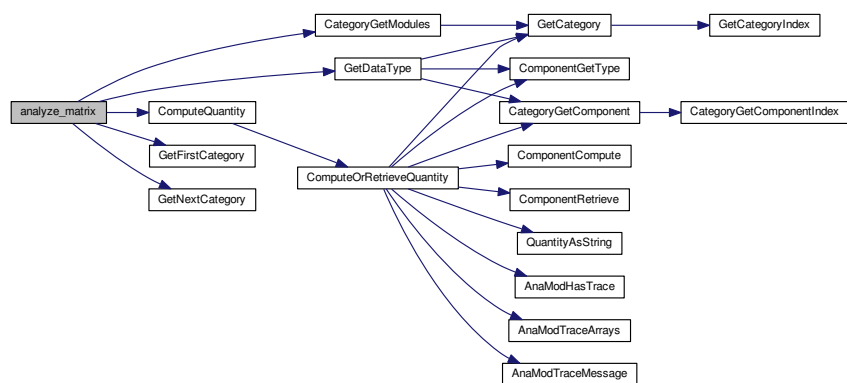 analyze_matrix
CategoryGetModules
GetDataType
ComputeQuantity
GetFirstCategory
GetNextCategory
ComputeOrRetrieveQuantity
GetCategory
ComponentGetType
CategoryGetComponent
ComponentCompute
ComponentRetrieve
QuantityAsString
AnaModHasTrace
AnaModTraceArrays
AnaModTraceMessage
GetCategoryIndex
CategoryGetComponentIndex